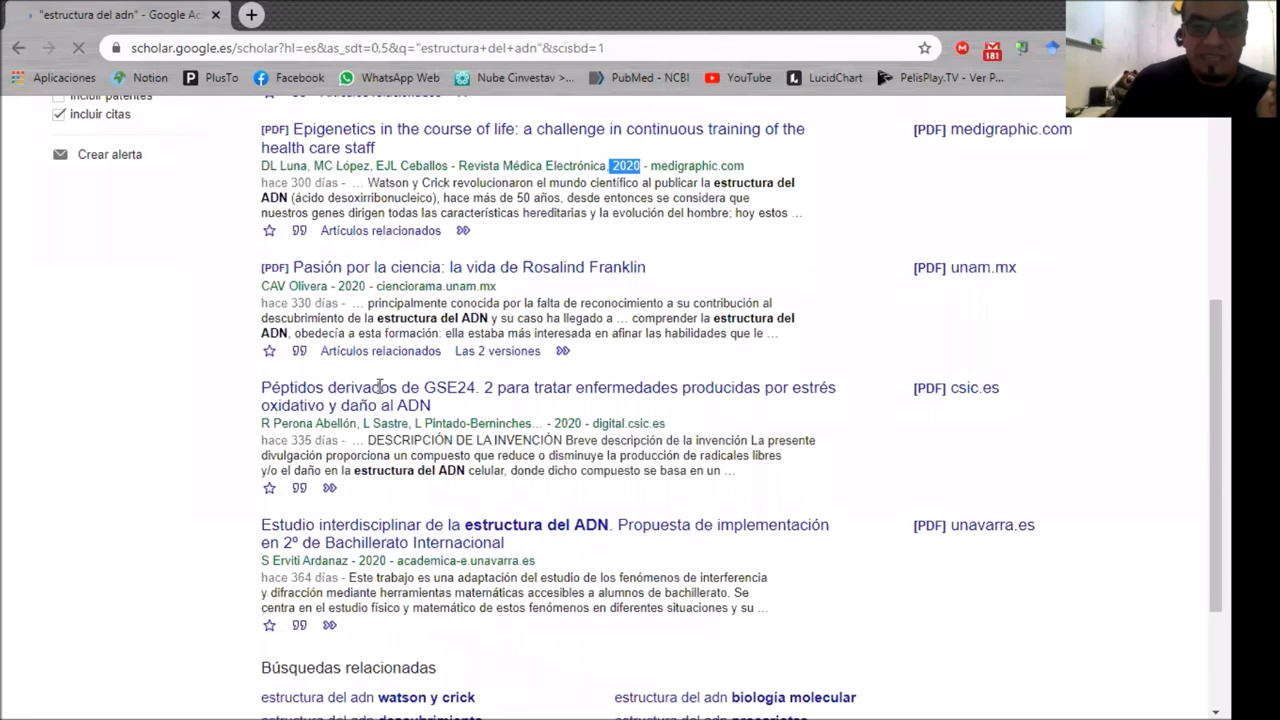 "estructura del adn" - Google Ac
scholar.google.es/scholar?hl=es&as_sdt=0,5&q="estructura+del+adn"&scisbd=1
181
Aplicaciones Notion PlusTo Facebook WhatsApp Web Nube Cinvestav >... PubMed - NCBI YouTube LucidChart PelisPlay.TV - Ver P...
incluir patentes
Artículos relacionados
incluir citas
Crear alerta
[PDF] Epigenetics in the course of life: a challenge in continuous training of the
health care staff
[PDF] medigraphic.com
DL Luna, MC López, EJL Ceballos - Revista Médica Electrónica, 2020 - medigraphic.com
hace 300 días - ... Watson y Crick revolucionaron el mundo científico al publicar la estructura del
ADN (ácido desoxirribonucleico), hace más de 50 años, desde entonces se considera que
nuestros genes dirigen todas las características hereditarias y la evolución del hombre; hoy estos ...
Artículos relacionados
[PDF] Pasión por la ciencia: la vida de Rosalind Franklin
[PDF] unam.mx
CAV Olivera - 2020 - cienciorama.unam.mx
hace 330 días - ... principalmente conocida por la falta de reconocimiento a su contribución al
descubrimiento de la estructura del ADN y su caso ha llegado a ... comprender la estructura del
ADN, obedecía a esta formación: ella estaba más interesada en afinar las habilidades que le ...
Artículos relacionados Las 2 versiones
Péptidos derivados de GSE24. 2 para tratar enfermedades producidas por estrés
oxidativo y daño al ADN
[PDF] csic.es
R Perona Abellón, L Sastre, L Pintado-Berninches... - 2020 - digital.csic.es
hace 335 días - ... DESCRIPCIÓN DE LA INVENCIÓN Breve descripción de la invención La presente
divulgación proporciona un compuesto que reduce o disminuye la producción de radicales libres
y/o el daño en la estructura del ADN celular, donde dicho compuesto se basa en un ...
Estudio interdisciplinar de la estructura del ADN. Propuesta de implementación
en 2º de Bachillerato Internacional
[PDF] unavarra.es
S Erviti Ardanaz - 2020 - academica-e.unavarra.es
hace 364 días - Este trabajo es una adaptación del estudio de los fenómenos de interferencia
y difracción mediante herramientas matemáticas accesibles a alumnos de bachillerato. Se
centra en el estudio físico y matemático de estos fenómenos en diferentes situaciones y su ...
Búsquedas relacionadas
estructura del adn watson y crick
estructura del adn biología molecular
estructura del adn descubrimiento
estructura del adn procariotas